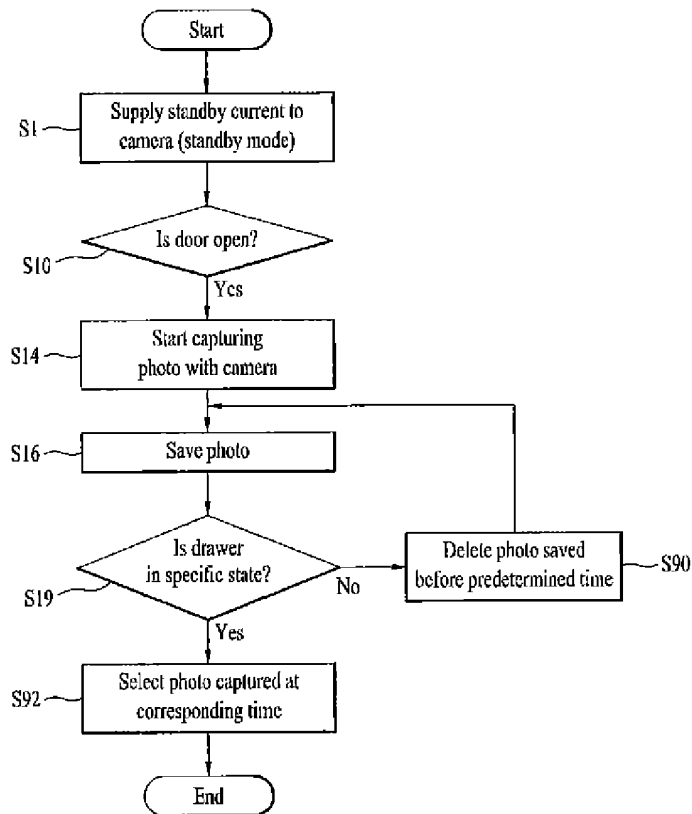 Start
S1
Supply standby current to
camera (standby mode)
Is door open?
S10
Yes
S14
Start capturing
photo with camera
S16
Save photo
Is drawer
in specific state?
S19
No
Delete photo saved
before predetermined time
S90
Yes
S92
Select photo captured at
corresponding time
End